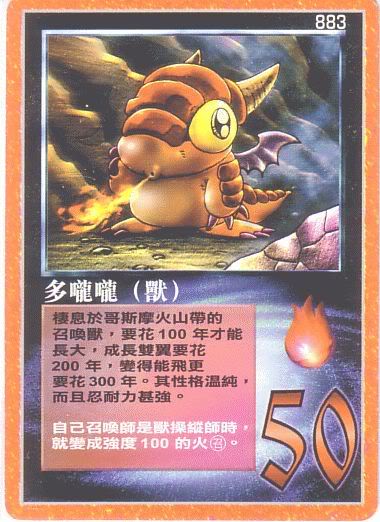 883
多嚨嚨（獸）
棲息於哥斯摩火山帶的
召喚獸，要花100年才能
長大，成長雙翼要花
200年，變得能飛更
要花300年。其性格温純，
而且忍耐力甚強。
自己召喚師是獸操縱師時，
就變成強度100的火㊁。
50